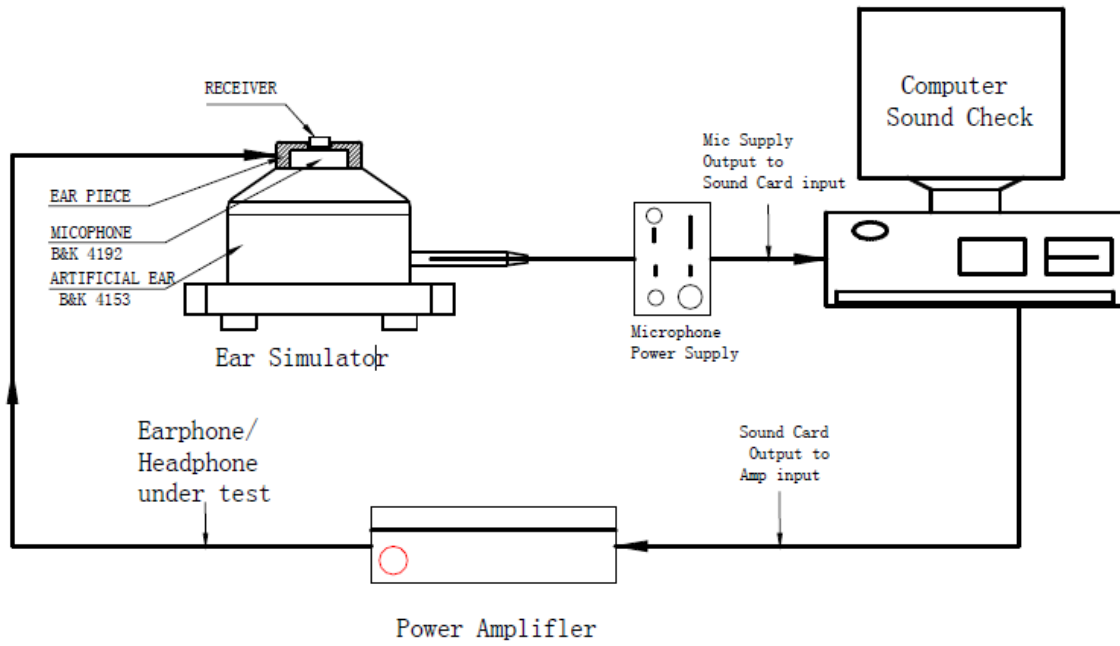 RECEIVER
EAR PIECE
MICOPHONE
B&K 4192
ARTIFICIAL EAR
B&K 4153
Ear Simulator
Mic Supply
Output to
Sound Card input
Computer
Sound Check
Microphone
Power Supply
Earphone/
Headphone
under test
Sound Card
Output to
Amp input
Power Amplifler